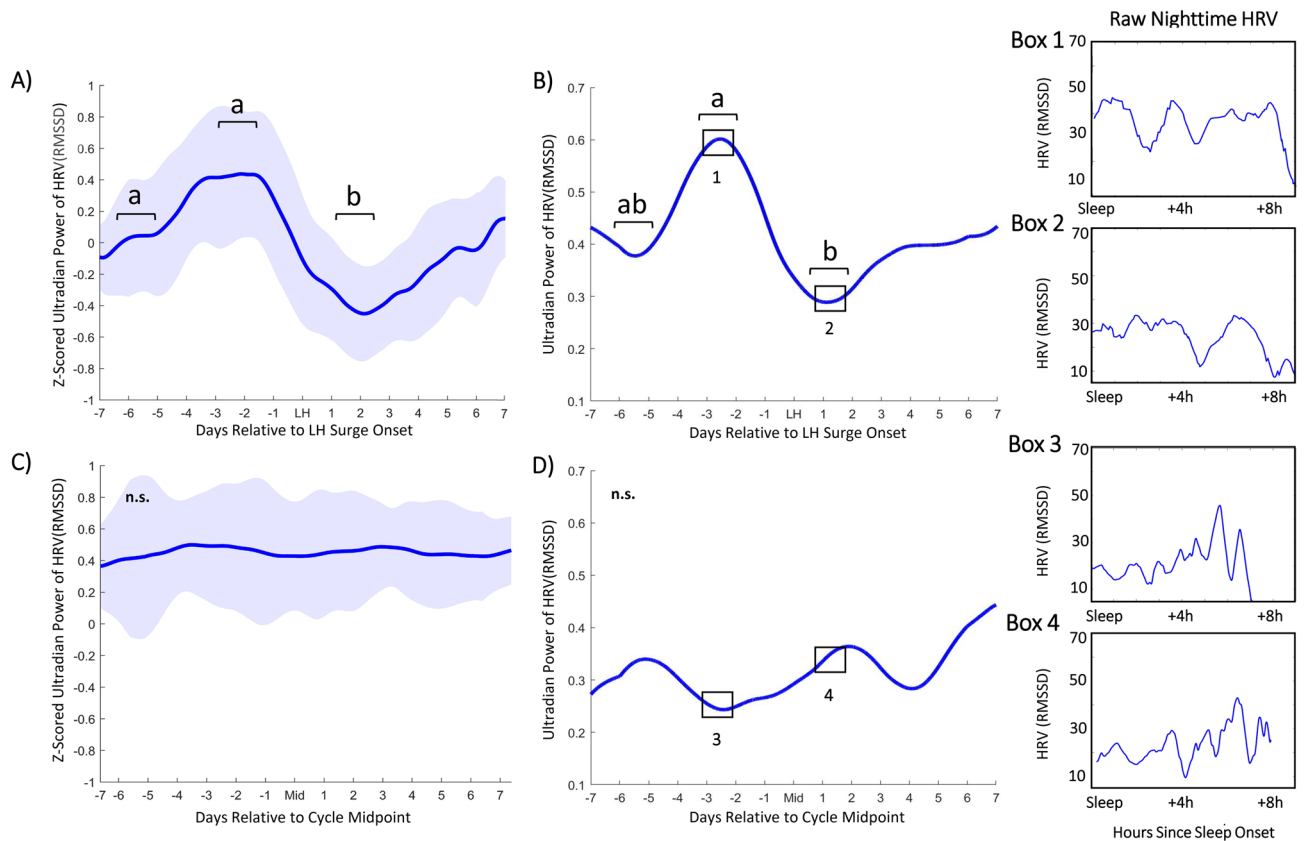 A)
Z-Scored Ultradian Power of HRV(RMSSD)
1
0.8
0.6
0.4
0.2
0
-0.2
-0.4
-0.6
-0.8
-1
a
a
b
-7 -6 -5 -4 -3 -2 -1 LH 1 2 3 4 5 6 7
Days Relative to LH Surge Onset
B)
Ultradian Power of HRV(RMSSD)
0.7
0.6
0.5
0.4
0.3
0.2
0.1
ab
a
1
b
2
-7 -6 -5 -4 -3 -2 -1 LH 1 2 3 4 5 6 7
Days Relative to LH Surge Onset
Raw Nighttime HRV
Box 1
HRV (RMSSD)
70
50
30
10
Sleep +4h +8h
Box 2
HRV (RMSSD)
70
50
30
10
Sleep +4h +8h
C)
Z-Scored Ultradian Power of HRV(RMSSD)
1
0.8
0.6
0.4
0.2
0
-0.2
-0.4
-0.6
-0.8
-1
n.s.
-7 -6 -5 -4 -3 -2 -1 Mid 1 2 3 4 5 6 7
Days Relative to Cycle Midpoint
D)
Ultradian Power of HRV(RMSSD)
0.7
0.6
0.5
0.4
0.3
0.2
0.1
n.s.
3
4
-7 -6 -5 -4 -3 -2 -1 Mid 1 2 3 4 5 6 7
Days Relative to Cycle Midpoint
Box 3
HRV (RMSSD)
70
50
30
10
Sleep +4h +8h
Box 4
HRV (RMSSD)
70
50
30
10
Sleep +4h +8h
Hours Since Sleep Onset